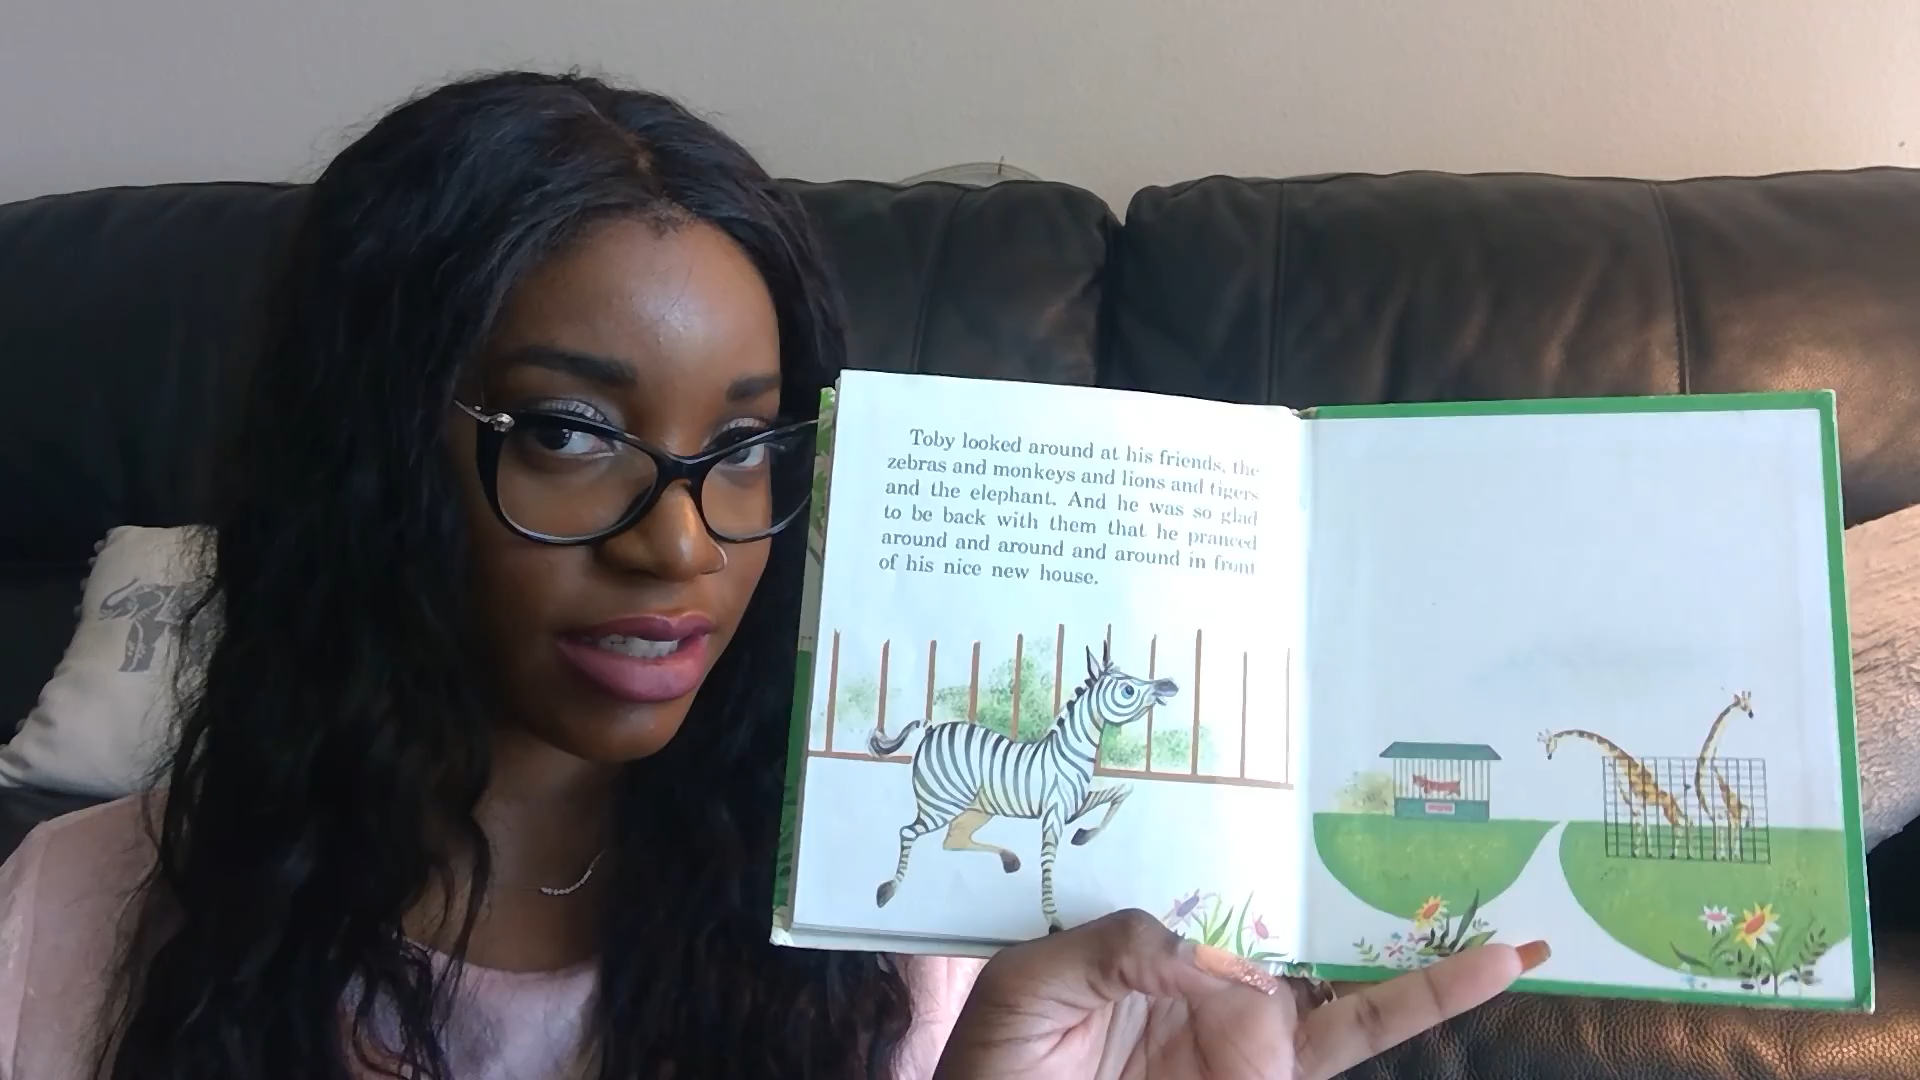 Toby looked around at his friends, the
zebras and monkeys and lions and tigers
and the elephant. And he was so glad
to be back with them that he pranced
around and around and around in front
of his nice new house.